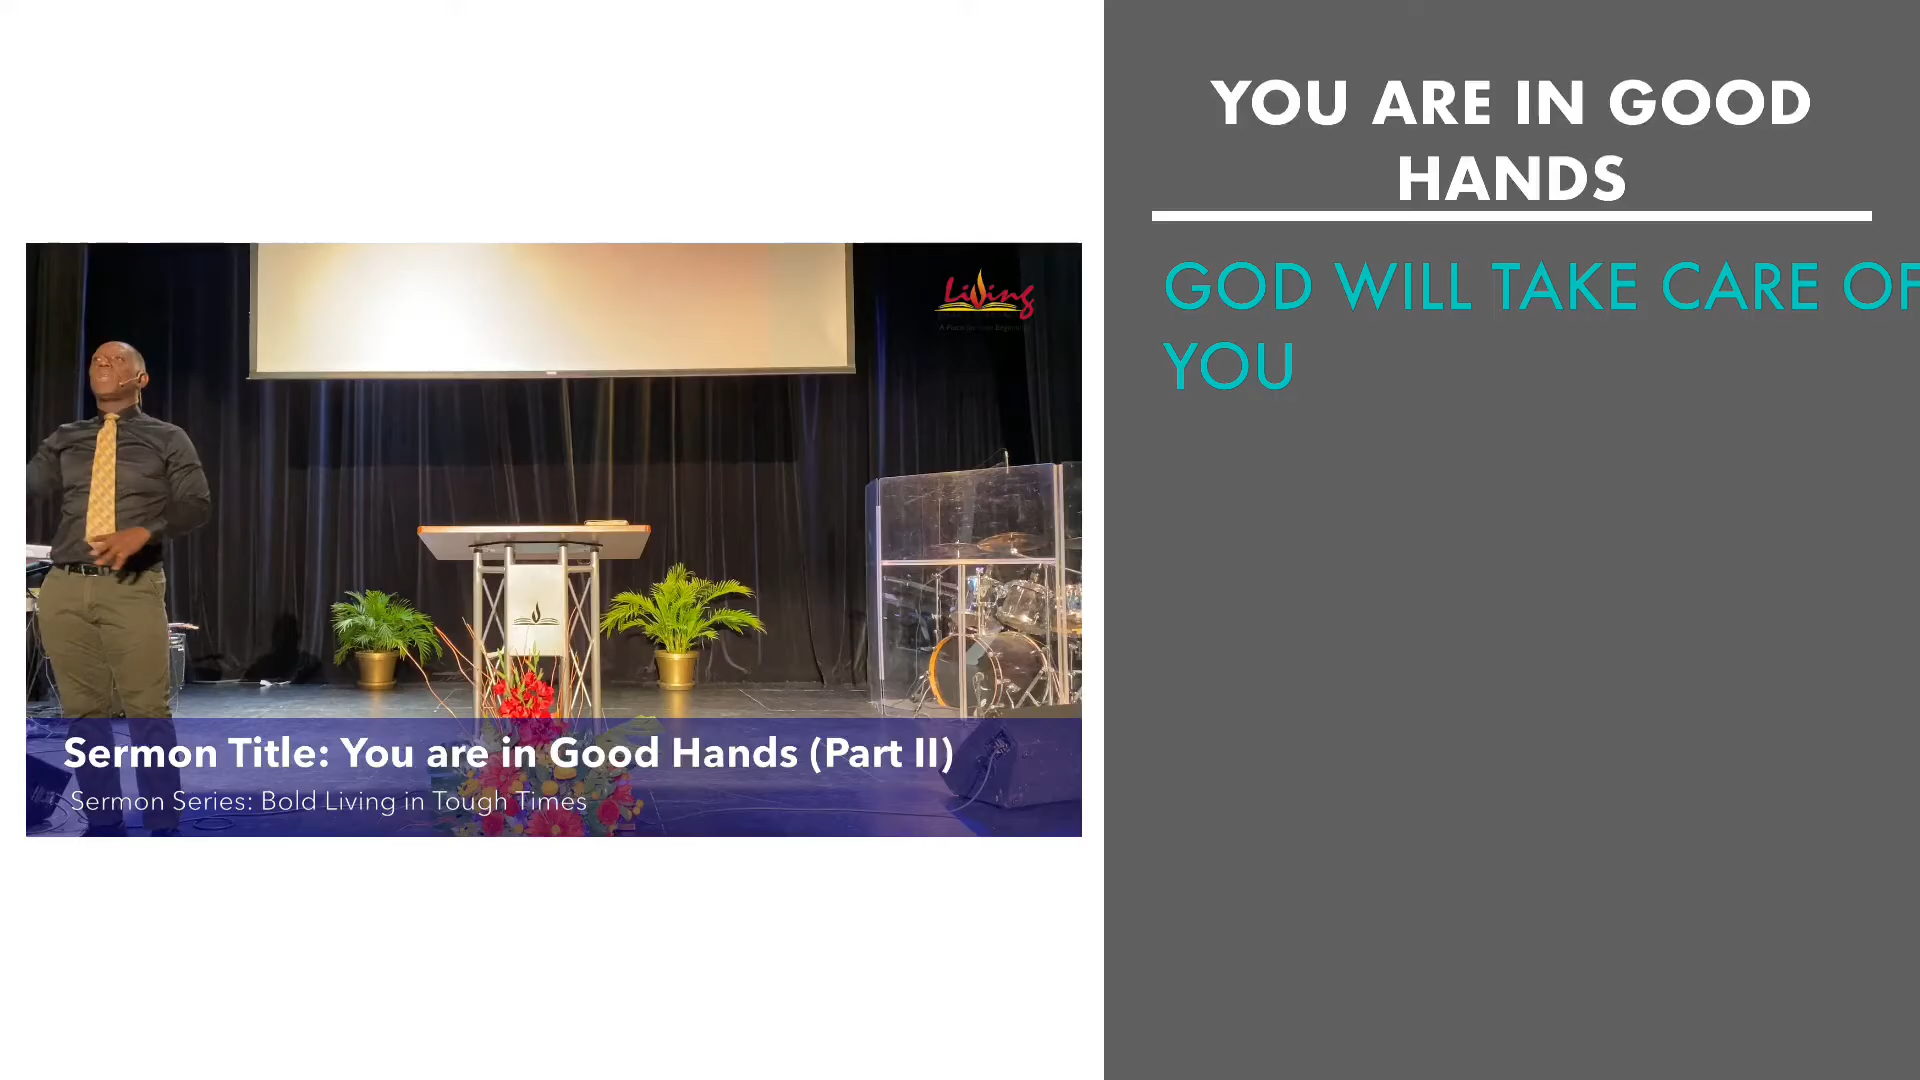 YOU ARE IN GOOD
HANDS
GOD WILL TAKE CARE OF
YOU
Living
Sermon Title: You are in Good Hands (Part II)
Sermon Series: Bold Living in Tough Times